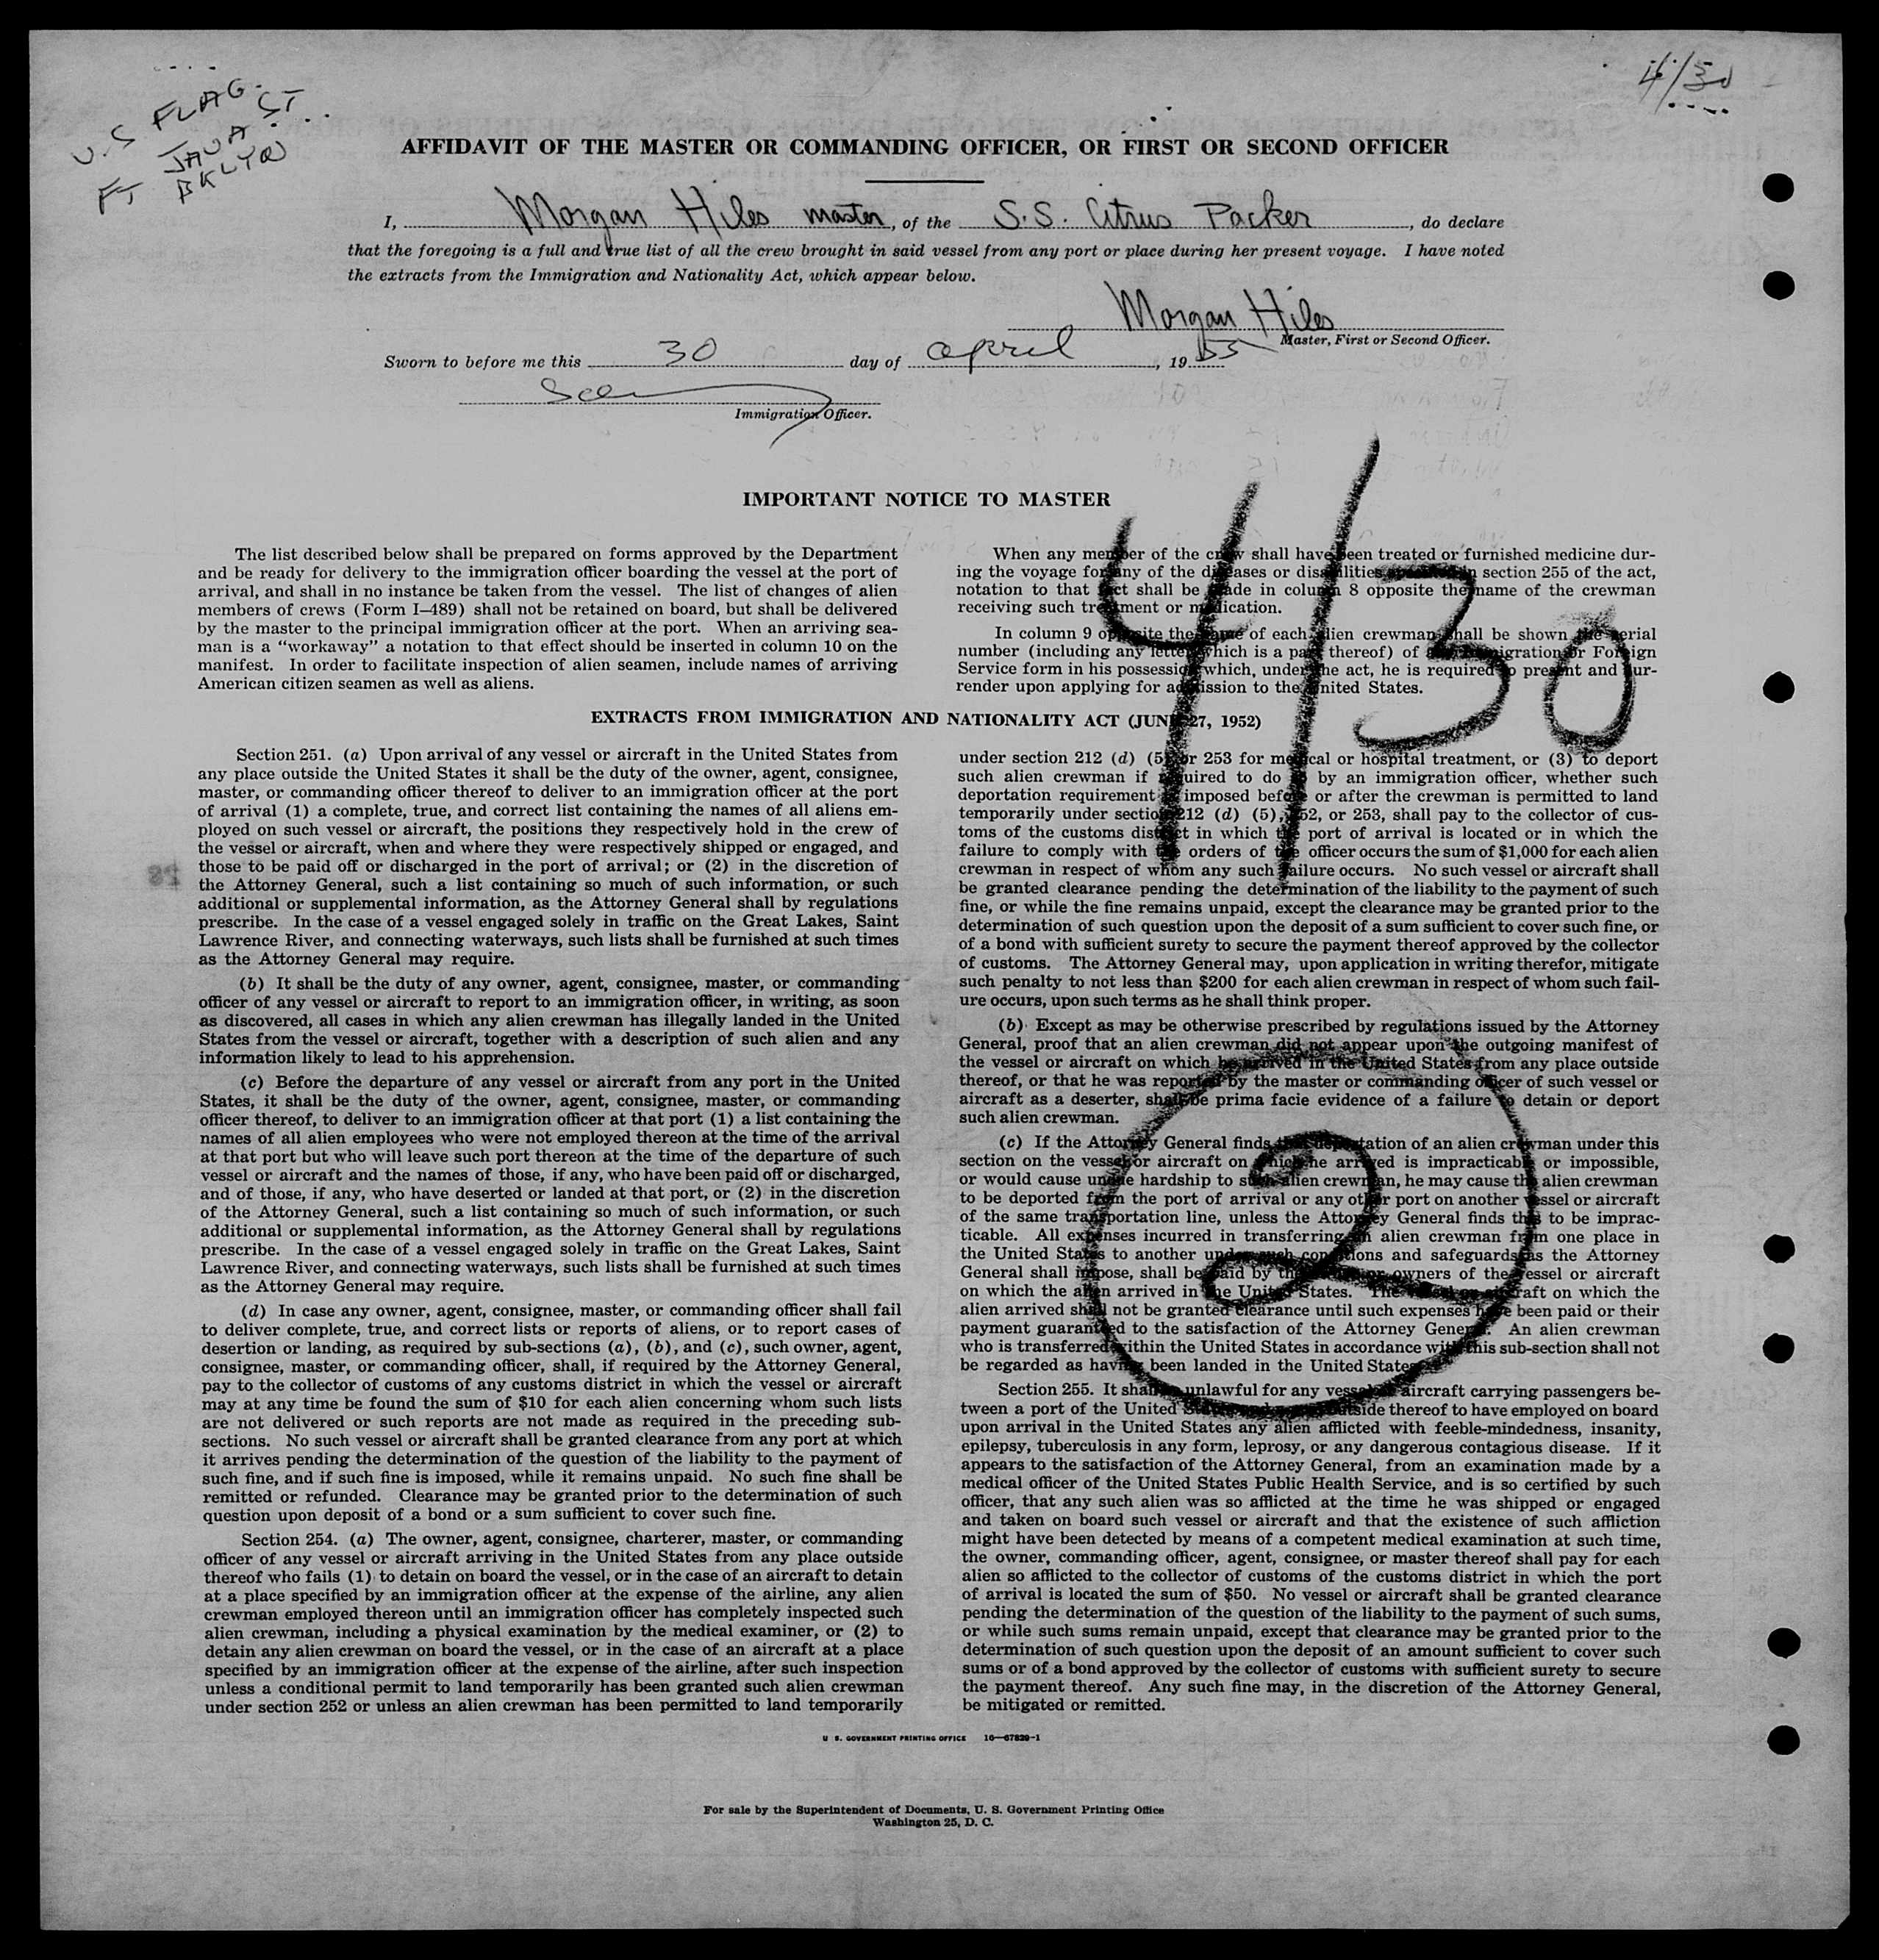 U.S FLAG.
FT JAVA ST
BKLYN
4/30
AFFIDAVIT OF THE MASTER OR COMMANDING OFFICER, OR FIRST OR SECOND OFFICER
I, Morgan Hiles master, of the S.S. Citrus Packer, do declare
that the foregoing is a full and true list of all the crew brought in said vessel from any port or place during her present voyage. I have noted
the extracts from the Immigration and Nationality Act, which appear below.
Morgan Hiles
Master, First or Second Officer.
Sworn to before me this 30 day of April, 1955
Immigration Officer.
IMPORTANT NOTICE TO MASTER
The list described below shall be prepared on forms approved by the Department
and be ready for delivery to the immigration officer boarding the vessel at the port of
arrival, and shall in no instance be taken from the vessel. The list of changes of alien
members of crews (Form I–489) shall not be retained on board, but shall be delivered
by the master to the principal immigration officer at the port. When an arriving sea-
man is a “workaway” a notation to that effect should be inserted in column 10 on the
manifest. In order to facilitate inspection of alien seamen, include names of arriving
American citizen seamen as well as aliens.
When any member of the crew shall have been treated or furnished medicine dur-
ing the voyage for any of the diseases or disabilities specified in section 255 of the act,
notation to that fact shall be made in column 8 opposite the name of the crewman
receiving such treatment or medication.
In column 9 opposite the name of each alien crewman shall be shown the serial
number (including any letter which is a part thereof) of any Immigration or Foreign
Service form in his possession which, under the act, he is required to present and sur-
render upon applying for admission to the United States.
4/30
EXTRACTS FROM IMMIGRATION AND NATIONALITY ACT (JUNE 27, 1952)
Section 251. (a) Upon arrival of any vessel or aircraft in the United States from
any place outside the United States it shall be the duty of the owner, agent, consignee,
master, or commanding officer thereof to deliver to an immigration officer at the port
of arrival (1) a complete, true, and correct list containing the names of all aliens em-
ployed on such vessel or aircraft, the positions they respectively hold in the crew of
the vessel or aircraft, when and where they were respectively shipped or engaged, and
those to be paid off or discharged in the port of arrival; or (2) in the discretion of
the Attorney General, such a list containing so much of such information, or such
additional or supplemental information, as the Attorney General shall by regulations
prescribe. In the case of a vessel engaged solely in traffic on the Great Lakes, Saint
Lawrence River, and connecting waterways, such lists shall be furnished at such times
as the Attorney General may require.
(b) It shall be the duty of any owner, agent, consignee, master, or commanding
officer of any vessel or aircraft to report to an immigration officer, in writing, as soon
as discovered, all cases in which any alien crewman has illegally landed in the United
States from the vessel or aircraft, together with a description of such alien and any
information likely to lead to his apprehension.
(c) Before the departure of any vessel or aircraft from any port in the United
States, it shall be the duty of the owner, agent, consignee, master, or commanding
officer thereof, to deliver to an immigration officer at that port (1) a list containing the
names of all alien employees who were not employed thereon at the time of the arrival
at that port but who will leave such port thereon at the time of the departure of such
vessel or aircraft and the names of those, if any, who have been paid off or discharged,
and of those, if any, who have deserted or landed at that port, or (2) in the discretion
of the Attorney General, such a list containing so much of such information, or such
additional or supplemental information, as the Attorney General shall by regulations
prescribe. In the case of a vessel engaged solely in traffic on the Great Lakes, Saint
Lawrence River, and connecting waterways, such lists shall be furnished at such times
as the Attorney General may require.
(d) In case any owner, agent, consignee, master, or commanding officer shall fail
to deliver complete, true, and correct lists or reports of aliens, or to report cases of
desertion or landing, as required by sub-sections (a), (b), and (c), such owner, agent,
consignee, master, or commanding officer, shall, if required by the Attorney General,
pay to the collector of customs of any customs district in which the vessel or aircraft
may at any time be found the sum of $10 for each alien concerning whom such lists
are not delivered or such reports are not made as required in the preceding sub-
sections. No such vessel or aircraft shall be granted clearance from any port at which
it arrives pending the determination of the question of the liability to the payment of
such fine, and if such fine is imposed, while it remains unpaid. No such fine shall be
remitted or refunded. Clearance may be granted prior to the determination of such
question upon deposit of a bond or a sum sufficient to cover such fine.
Section 254. (a) The owner, agent, consignee, charterer, master, or commanding
officer of any vessel or aircraft arriving in the United States from any place outside
thereof who fails (1) to detain on board the vessel, or in the case of an aircraft to detain
at a place specified by an immigration officer at the expense of the airline, any alien
crewman employed thereon until an immigration officer has completely inspected such
alien crewman, including a physical examination by the medical examiner, or (2) to
detain any alien crewman on board the vessel, or in the case of an aircraft at a place
specified by an immigration officer at the expense of the airline, after such inspection
unless a conditional permit to land temporarily has been granted such alien crewman
under section 252 or unless an alien crewman has been permitted to land temporarily
under section 212 (d) (5) or 253 for medical or hospital treatment, or (3) to deport
such alien crewman if required to do so by an immigration officer, whether such
deportation requirement is imposed before or after the crewman is permitted to land
temporarily under section 212 (d) (5), 252, or 253, shall pay to the collector of cus-
toms of the customs district in which the port of arrival is located or in which the
failure to comply with the orders of the officer occurs the sum of $1,000 for each alien
crewman in respect of whom any such failure occurs. No such vessel or aircraft shall
be granted clearance pending the determination of the liability to the payment of such
fine, or while the fine remains unpaid, except the clearance may be granted prior to the
determination of such question upon the deposit of a sum sufficient to cover such fine, or
of a bond with sufficient surety to secure the payment thereof approved by the collector
of customs. The Attorney General may, upon application in writing therefor, mitigate
such penalty to not less than $200 for each alien crewman in respect of whom such fail-
ure occurs, upon such terms as he shall think proper.
(b) Except as may be otherwise prescribed by regulations issued by the Attorney
General, proof that an alien crewman did not appear upon the outgoing manifest of
the vessel or aircraft on which he arrived in the United States from any place outside
thereof, or that he was reported by the master or commanding officer of such vessel or
aircraft as a deserter, shall be prima facie evidence of a failure to detain or deport
such alien crewman.
(c) If the Attorney General finds that deportation of an alien crewman under this
section on the vessel or aircraft on which he arrived is impracticable or impossible,
or would cause undue hardship to such alien crewman, he may cause the alien crewman
to be deported from the port of arrival or any other port on another vessel or aircraft
of the same transportation line, unless the Attorney General finds this to be imprac-
ticable. All expenses incurred in transferring an alien crewman from one place in
the United States to another under such conditions and safeguards as the Attorney
General shall impose, shall be paid by the owner or owners of the vessel or aircraft
on which the alien arrived in the United States. The vessel or aircraft on which the
alien arrived shall not be granted clearance until such expenses have been paid or their
payment guaranteed to the satisfaction of the Attorney General. An alien crewman
who is transferred within the United States in accordance with this sub-section shall not
be regarded as having been landed in the United States.
2
Section 255. It shall be unlawful for any vessel or aircraft carrying passengers be-
tween a port of the United States and a port outside thereof to have employed on board
upon arrival in the United States any alien afflicted with feeble-mindedness, insanity,
epilepsy, tuberculosis in any form, leprosy, or any dangerous contagious disease. If it
appears to the satisfaction of the Attorney General, from an examination made by a
medical officer of the United States Public Health Service, and is so certified by such
officer, that any such alien was so afflicted at the time he was shipped or engaged
and taken on board such vessel or aircraft and that the existence of such affliction
might have been detected by means of a competent medical examination at such time,
the owner, commanding officer, agent, consignee, or master thereof shall pay for each
alien so afflicted to the collector of customs of the customs district in which the port
of arrival is located the sum of $50. No vessel or aircraft shall be granted clearance
pending the determination of the question of the liability to the payment of such sums,
or while such sums remain unpaid, except that clearance may be granted prior to the
determination of such question upon the deposit of an amount sufficient to cover such
sums or of a bond approved by the collector of customs with sufficient surety to secure
the payment thereof. Any such fine may, in the discretion of the Attorney General,
be mitigated or remitted.
U S. GOVERNMENT PRINTING OFFICE 16—67829-1
For sale by the Superintendent of Documents, U. S. Government Printing Office
Washington 25, D. C.